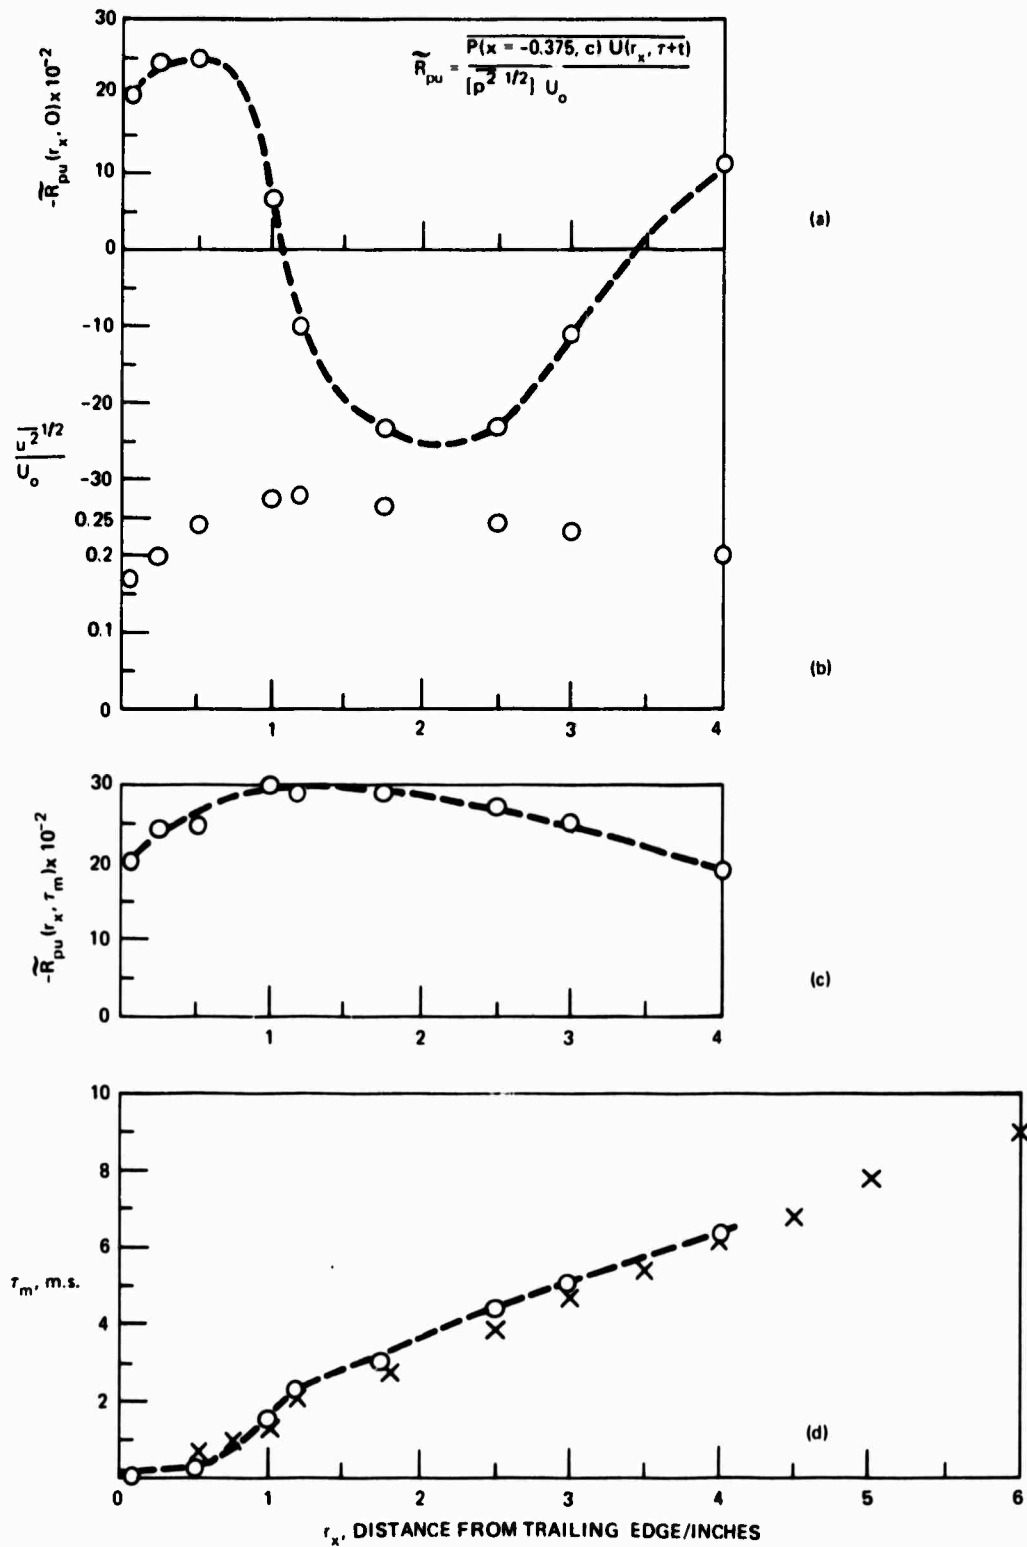 30
20
10
0
-10
-20
-30
-R̃pu (rx, 0) x 10-2
R̃pu = P(x = -0.375, c) U(rx, τ+t)
[p2 1/2] Uo
(a)
u2 1/2
Uo
0.25
0.2
0.1
0
(b)
1 2 3 4
30
20
10
0
-R̃pu (rx, τm) x 10-2
(c)
1 2 3 4
10
8
6
4
2
τm, m.s.
(d)
0 1 2 3 4 5 6
rx, DISTANCE FROM TRAILING EDGE/INCHES